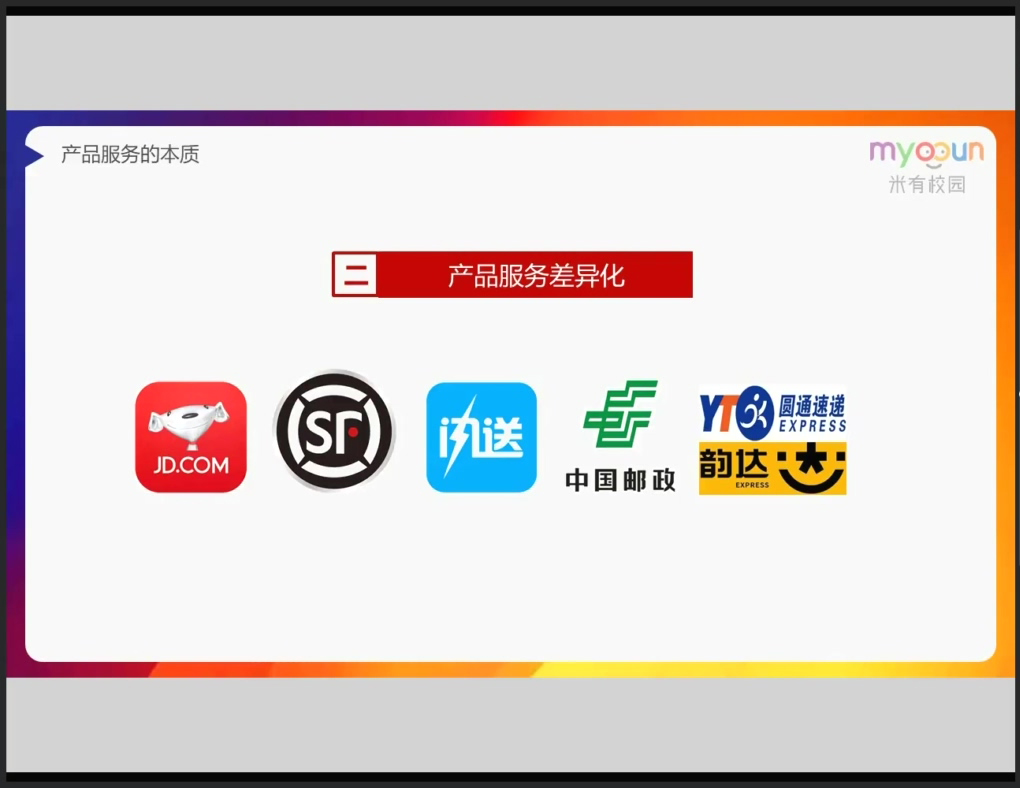 产品服务的本质
myooun
米有校园
二
产品服务差异化
JD.COM
SF
闪送
中国邮政
YTO
圆通速递
EXPRESS
韵达
EXPRESS